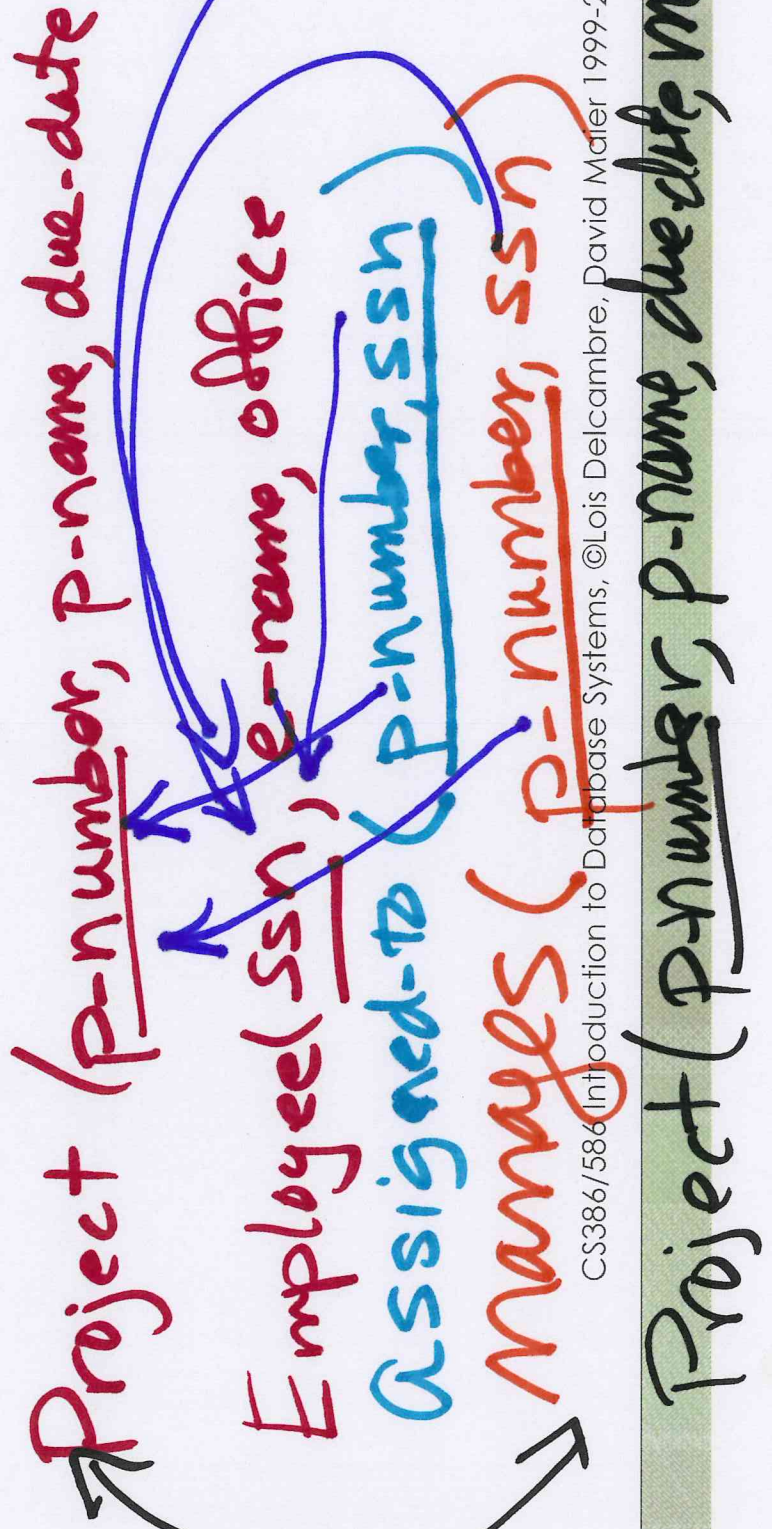 Project (p-number, p-name, due-date
Employee(ssn, e-name, office
assigned-to (p-number, ssn)
manages (p-number, ssn)
CS386/586 Introduction to Database Systems, ©Lois Delcambre, David Maier 1999-2
Project (p-number, p-name, due-date, m